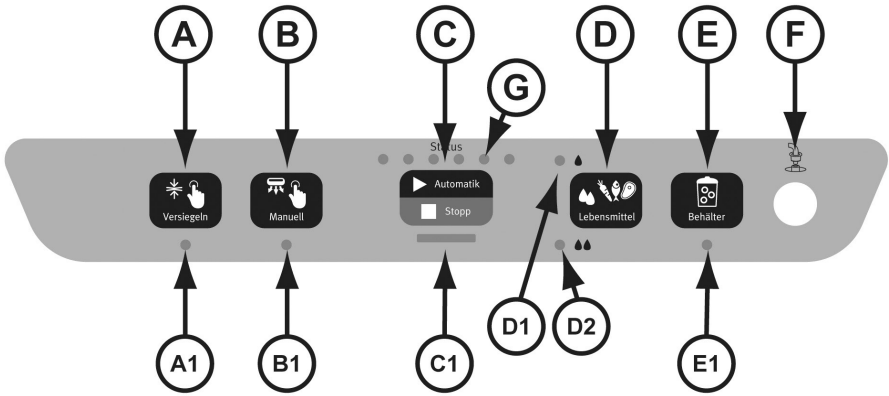 A B C D E F
G
Status
Automatik
Versiegeln Manuell Stopp Lebensmittel Behälter
D1 D2
A1 B1 C1 E1